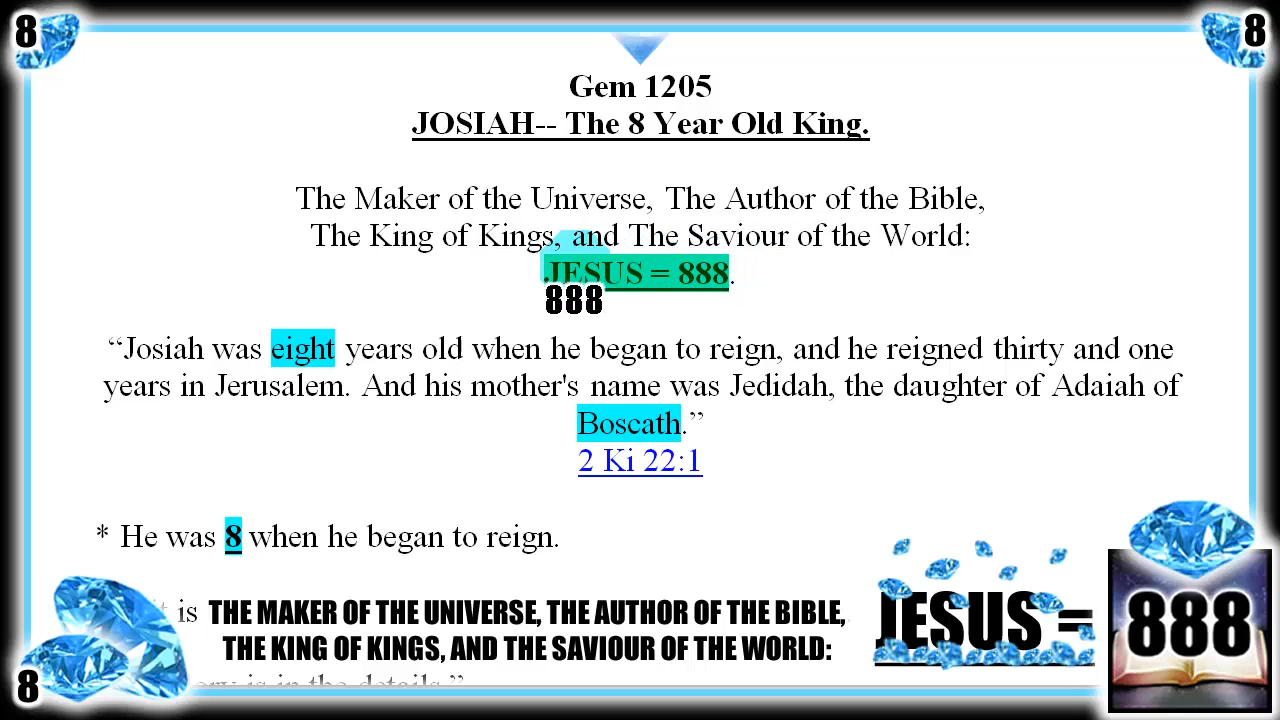 8
8
Gem 1205
JOSIAH-- The 8 Year Old King.
The Maker of the Universe, The Author of the Bible,
The King of Kings, and The Saviour of the World:
JESUS = 888.
888
“Josiah was eight years old when he began to reign, and he reigned thirty and one
years in Jerusalem. And his mother's name was Jedidah, the daughter of Adaiah of
Boscath.”
2 Ki 22:1
* He was 8 when he began to reign.
is
THE MAKER OF THE UNIVERSE, THE AUTHOR OF THE BIBLE,
THE KING OF KINGS, AND THE SAVIOUR OF THE WORLD:
JESUS = 888
is in the details.”
8